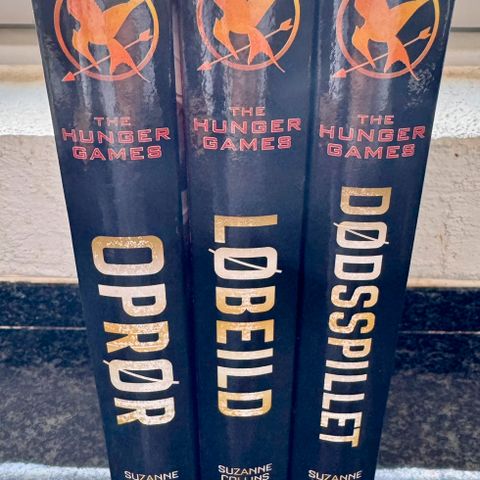 THE
HUNGER
GAMES
OPRØR
SUZANNE
THE
HUNGER
GAMES
LØBEILD
SUZANNE
COLLINS
THE
HUNGER
GAMES
DØDSSPILLET
SUZANNE